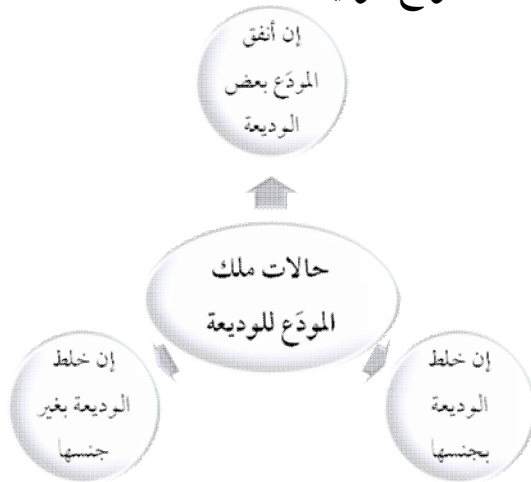 إن أنفق
المودَع بعض
الوديعة
حالات ملك
المودَع للوديعة
إن خلط
الوديعة
بجنسها
إن خلط
الوديعة بغير
جنسها